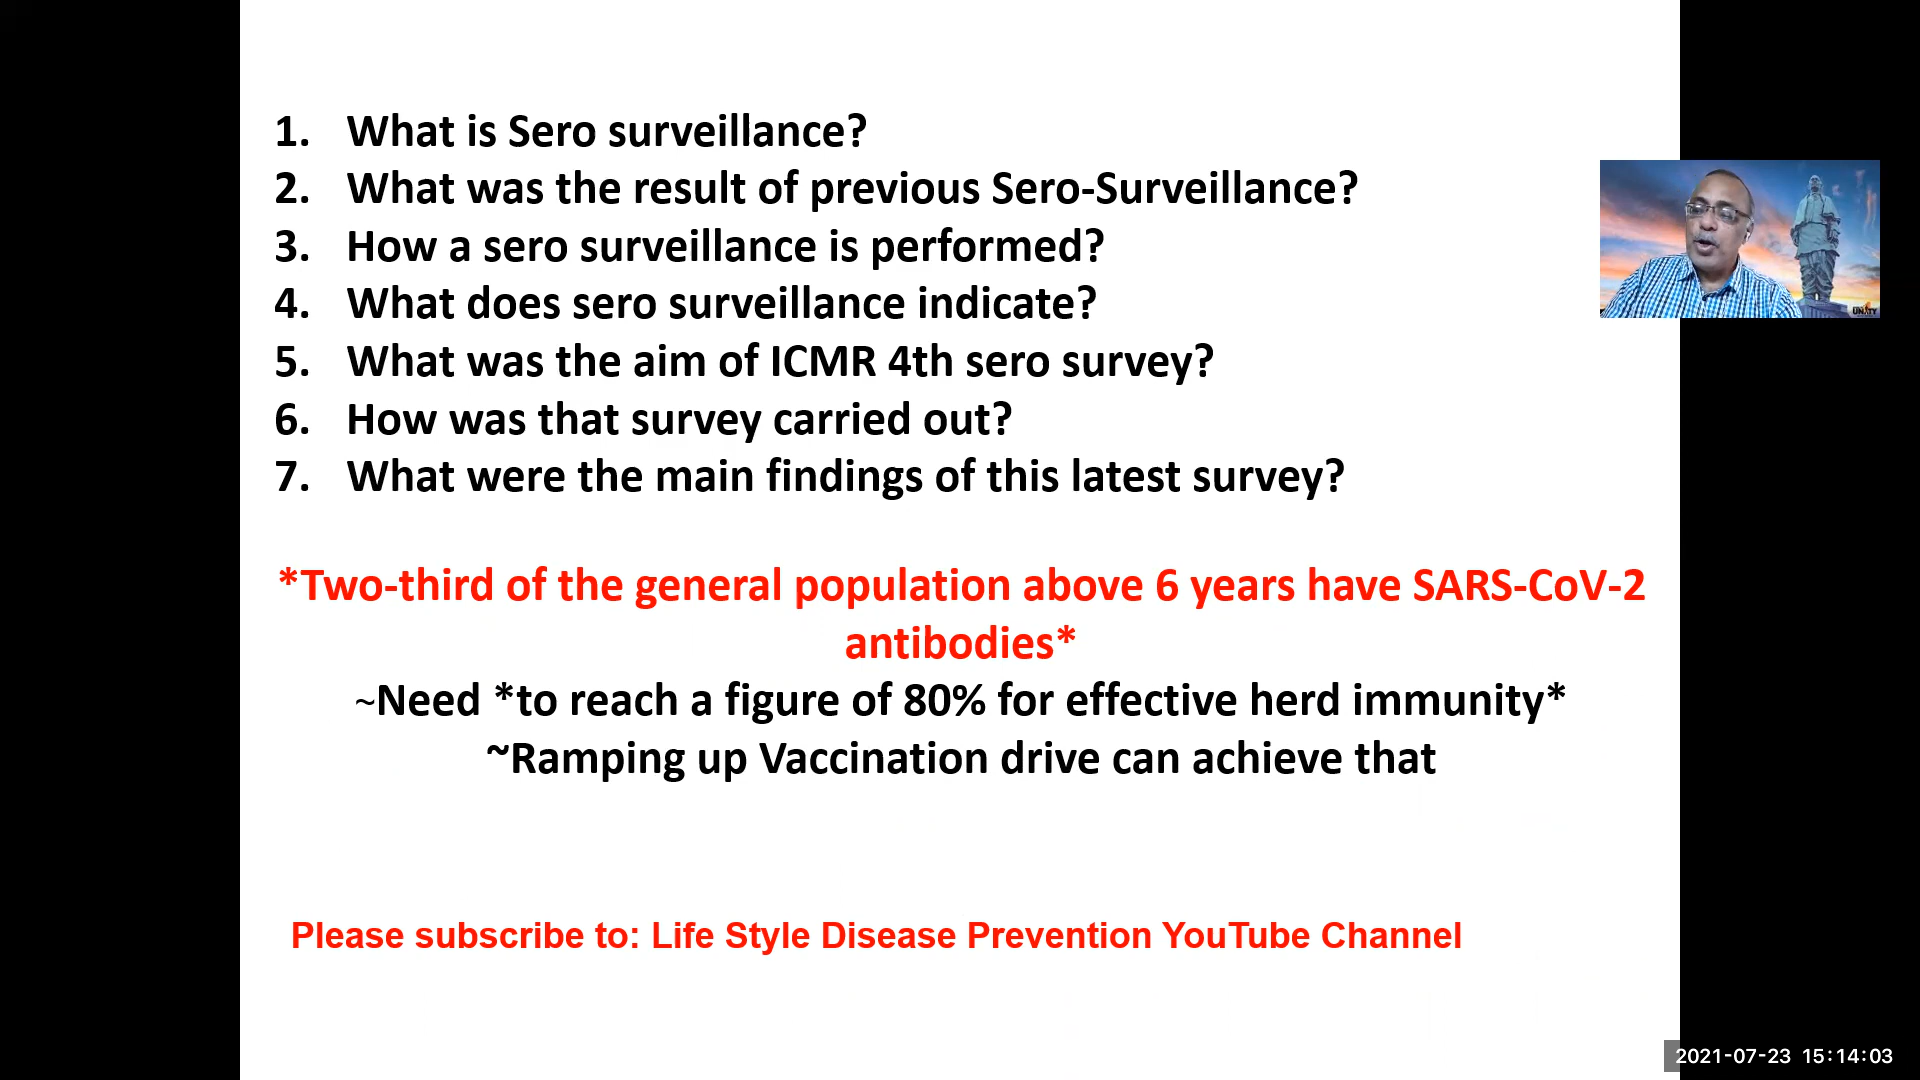 1. What is Sero surveillance?
2. What was the result of previous Sero-Surveillance?
3. How a sero surveillance is performed?
4. What does sero surveillance indicate?
5. What was the aim of ICMR 4th sero survey?
6. How was that survey carried out?
7. What were the main findings of this latest survey?
*Two-third of the general population above 6 years have SARS-CoV-2
antibodies*
~Need *to reach a figure of 80% for effective herd immunity*
~Ramping up Vaccination drive can achieve that
Please subscribe to: Life Style Disease Prevention YouTube Channel
UNITY
2021-07-23 15:14:03